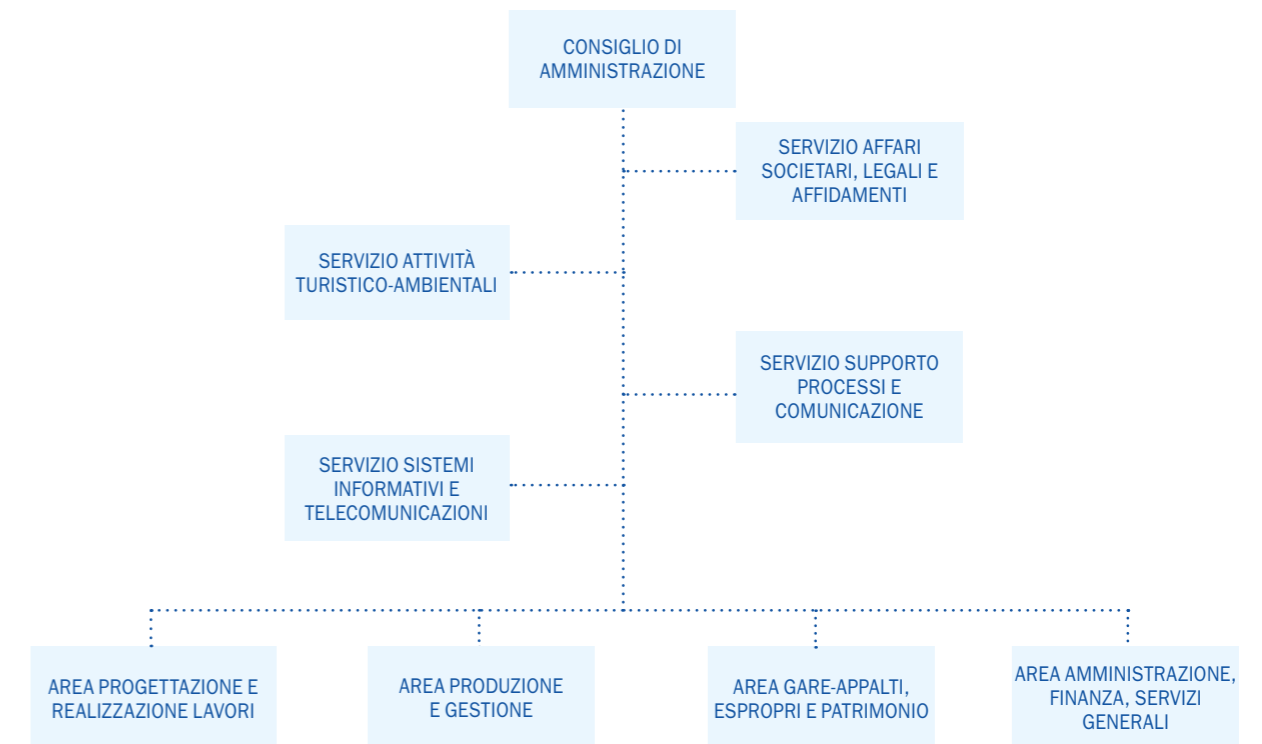 CONSIGLIO DI
AMMINISTRAZIONE
SERVIZIO AFFARI
SOCIETARI, LEGALI E
AFFIDAMENTI
SERVIZIO ATTIVITÀ
TURISTICO-AMBIENTALI
SERVIZIO SUPPORTO
PROCESSI E
COMUNICAZIONE
SERVIZIO SISTEMI
INFORMATIVI E
TELECOMUNICAZIONI
AREA PROGETTAZIONE E
REALIZZAZIONE LAVORI
AREA PRODUZIONE
E GESTIONE
AREA GARE-APPALTI,
ESPROPRI E PATRIMONIO
AREA AMMINISTRAZIONE,
FINANZA, SERVIZI
GENERALI